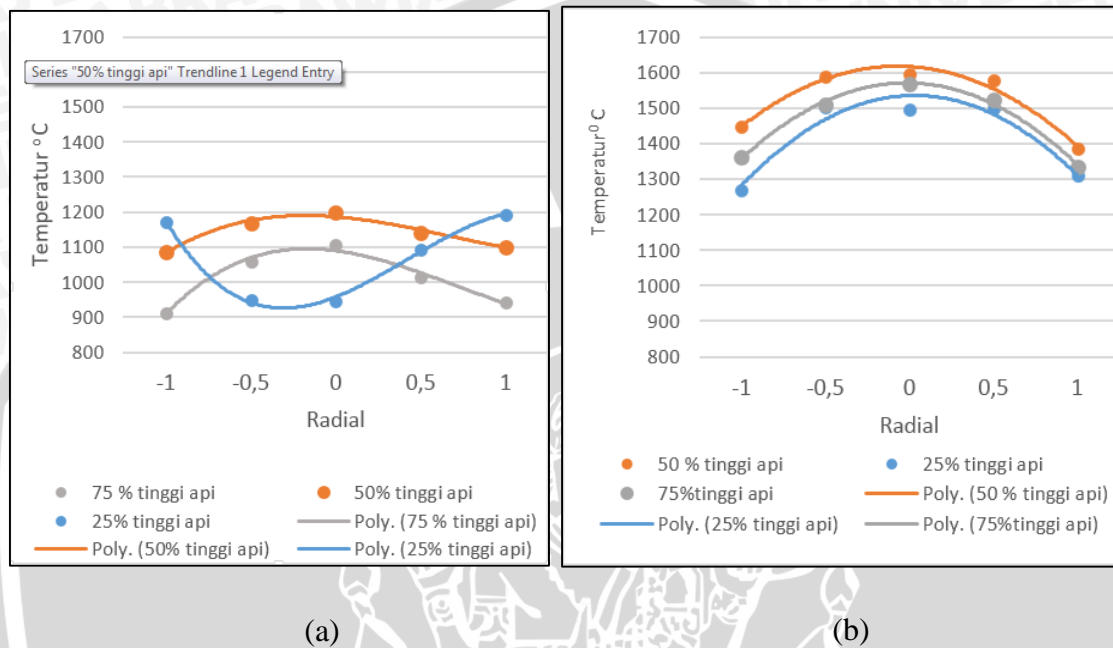 1700
1600
1500
1400
1300
1200
1100
1000
900
800
Temperatur ⁰C
Series "50% tinggi api" Trendline 1 Legend Entry
-1 -0,5 0 0,5 1
Radial
75 % tinggi api 50% tinggi api
25% tinggi api Poly. (75 % tinggi api)
Poly. (50% tinggi api) Poly. (25% tinggi api)
(a)
1700
1600
1500
1400
1300
1200
1100
1000
900
800
Temperatur⁰ C
-1 -0,5 0 0,5 1
Radial
50 % tinggi api 25% tinggi api
75%tinggi api Poly. (50 % tinggi api)
Poly. (25% tinggi api) Poly. (75%tinggi api)
(b)